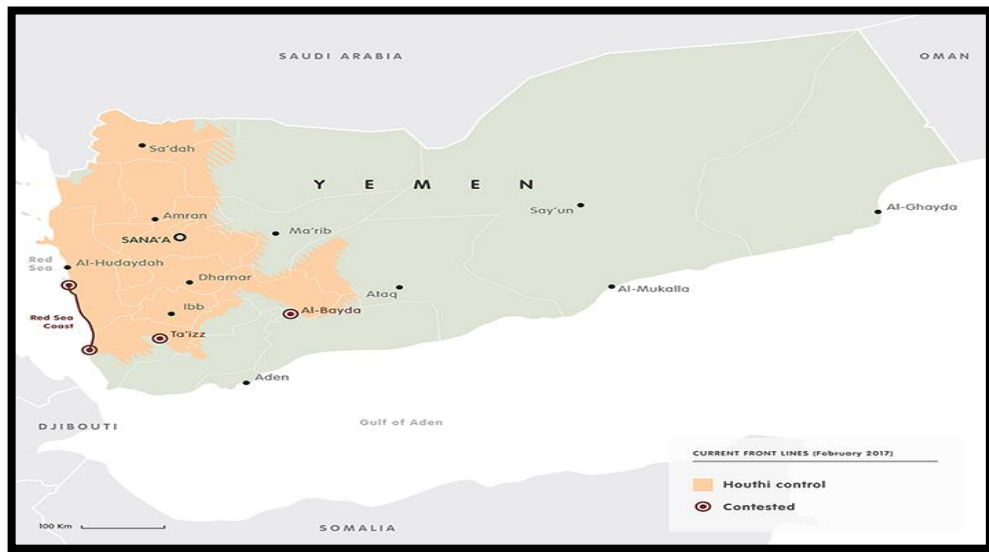 SAUDI ARABIA
OMAN
Sa'dah
YEMEN
Say'un
Al-Ghayda
Amran
SANA'A
Ma'rib
Red
Sea
Al-Hudaydah
Dhamar
Ataq
Al-Mukalla
Ibb
Al-Bayda
Red Sea
Coast
Ta'izz
Aden
Gulf of Aden
DJIBOUTI
CURRENT FRONT LINES (February 2017)
Houthi control
Contested
100 Km
SOMALIA